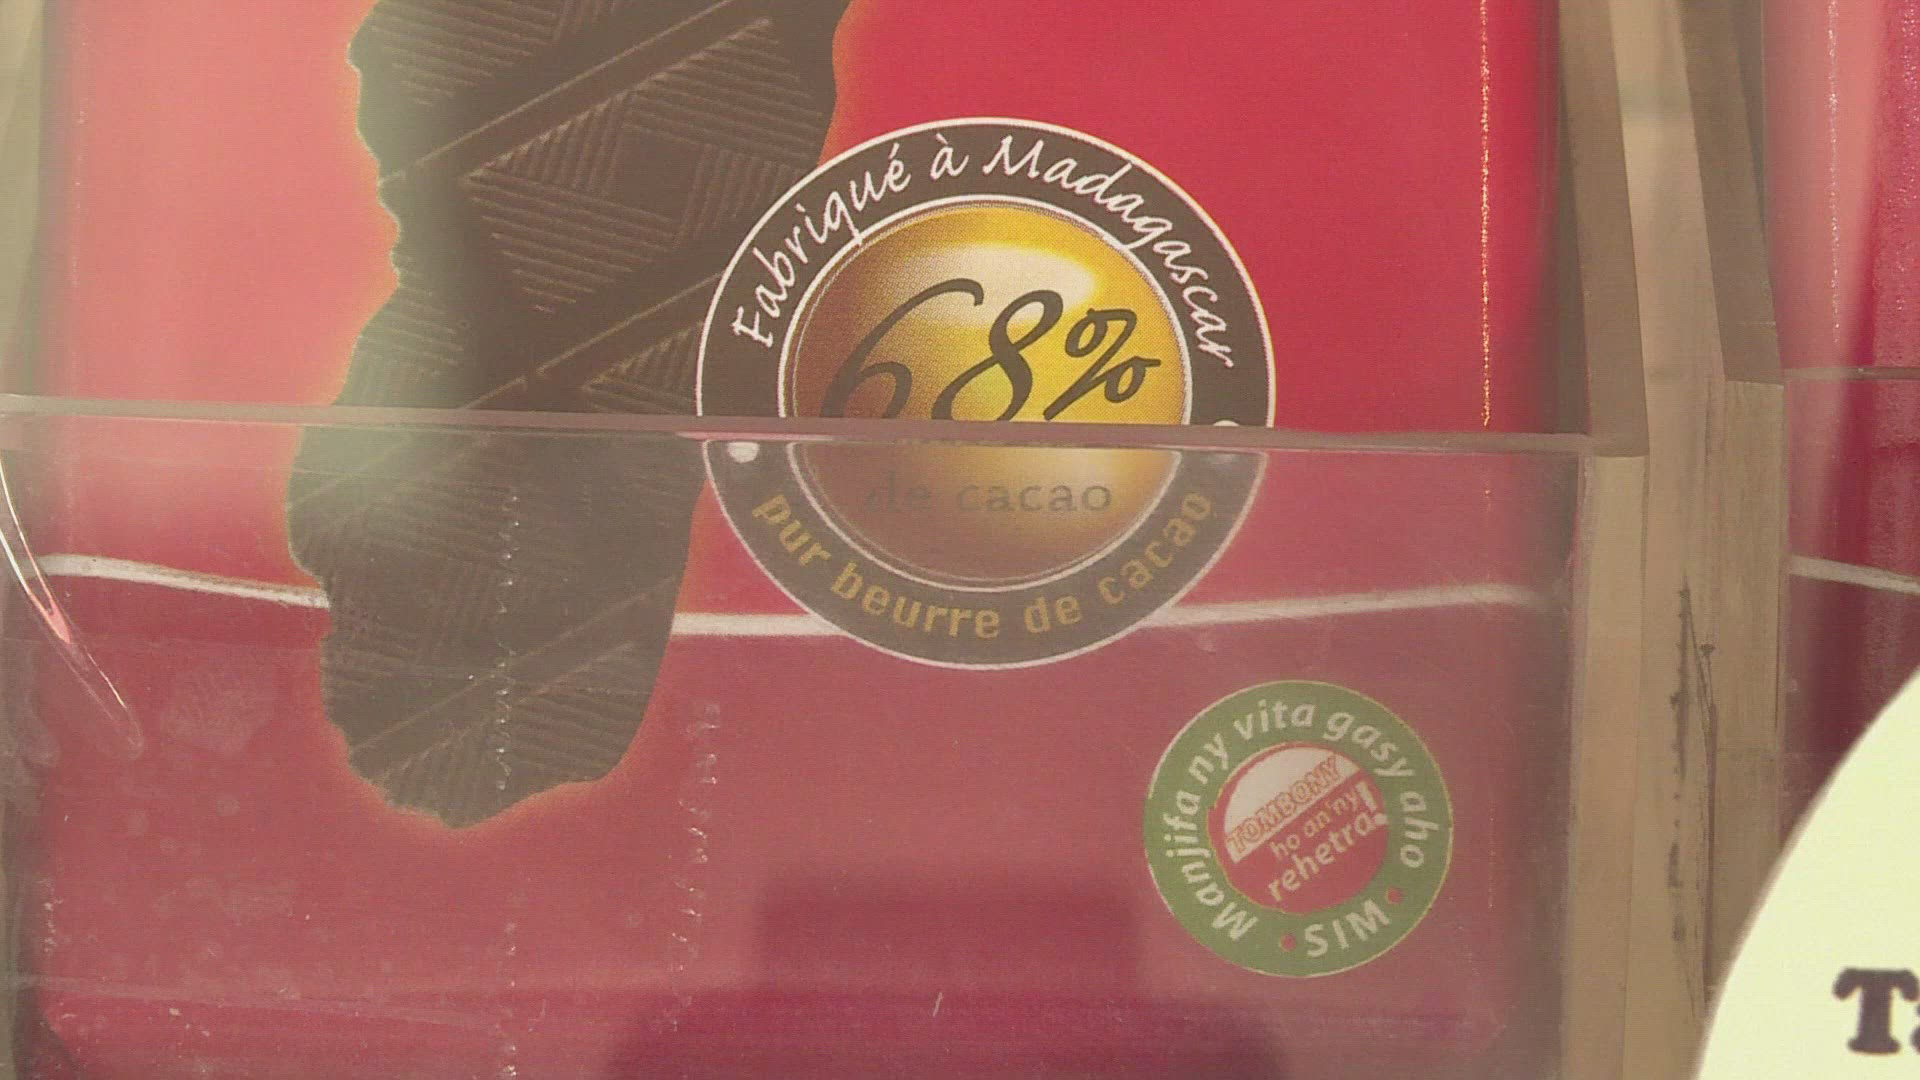 Fabriqué à Madagascar
68%
de cacao
pur beurre de cacao
Manjifa ny vita gasy aho
TOMBONY
ho an'ny
rehetra!
• SIM •